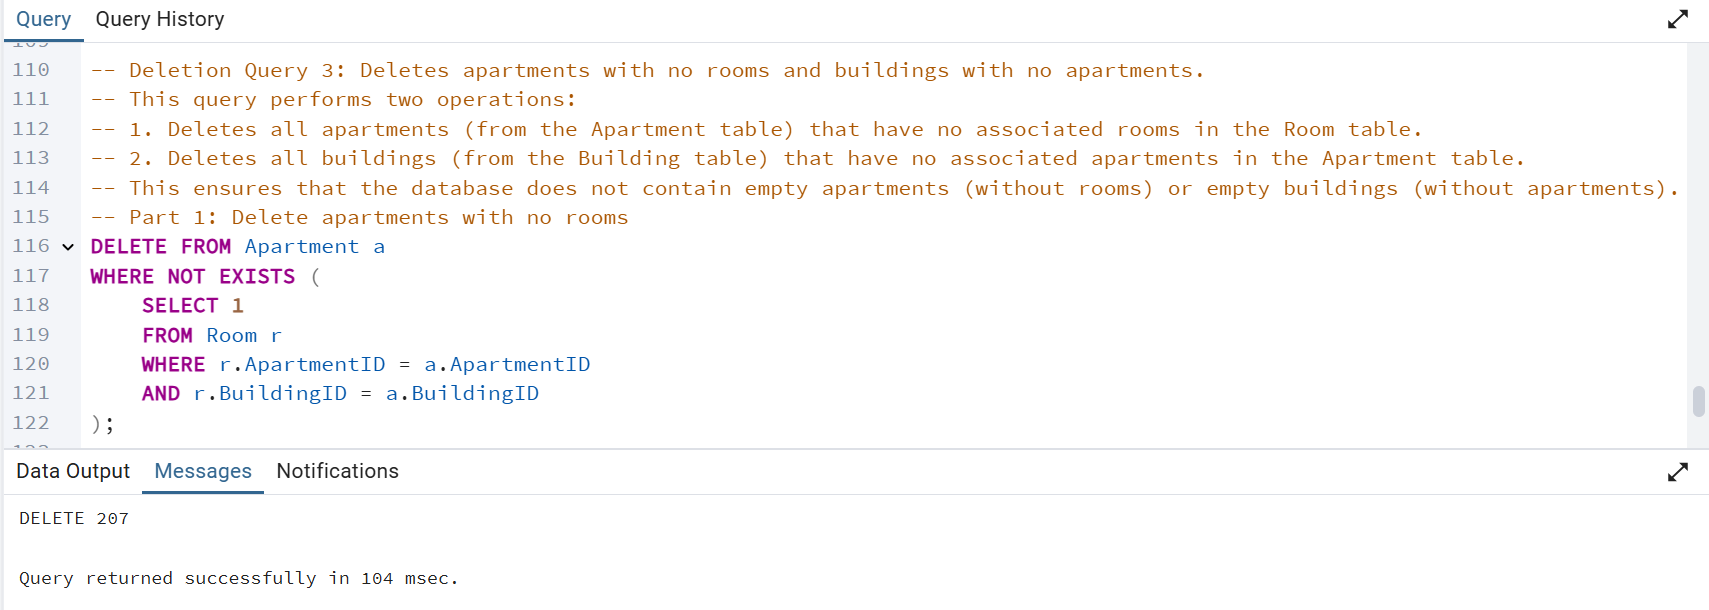 Query Query History
110 -- Deletion Query 3: Deletes apartments with no rooms and buildings with no apartments.
111 -- This query performs two operations:
112 -- 1. Deletes all apartments (from the Apartment table) that have no associated rooms in the Room table.
113 -- 2. Deletes all buildings (from the Building table) that have no associated apartments in the Apartment table.
114 -- This ensures that the database does not contain empty apartments (without rooms) or empty buildings (without apartments).
115 -- Part 1: Delete apartments with no rooms
116 DELETE FROM Apartment a
117 WHERE NOT EXISTS (
118 SELECT 1
119 FROM Room r
120 WHERE r.ApartmentID = a.ApartmentID
121 AND r.BuildingID = a.BuildingID
122 );
Data Output Messages Notifications
DELETE 207
Query returned successfully in 104 msec.